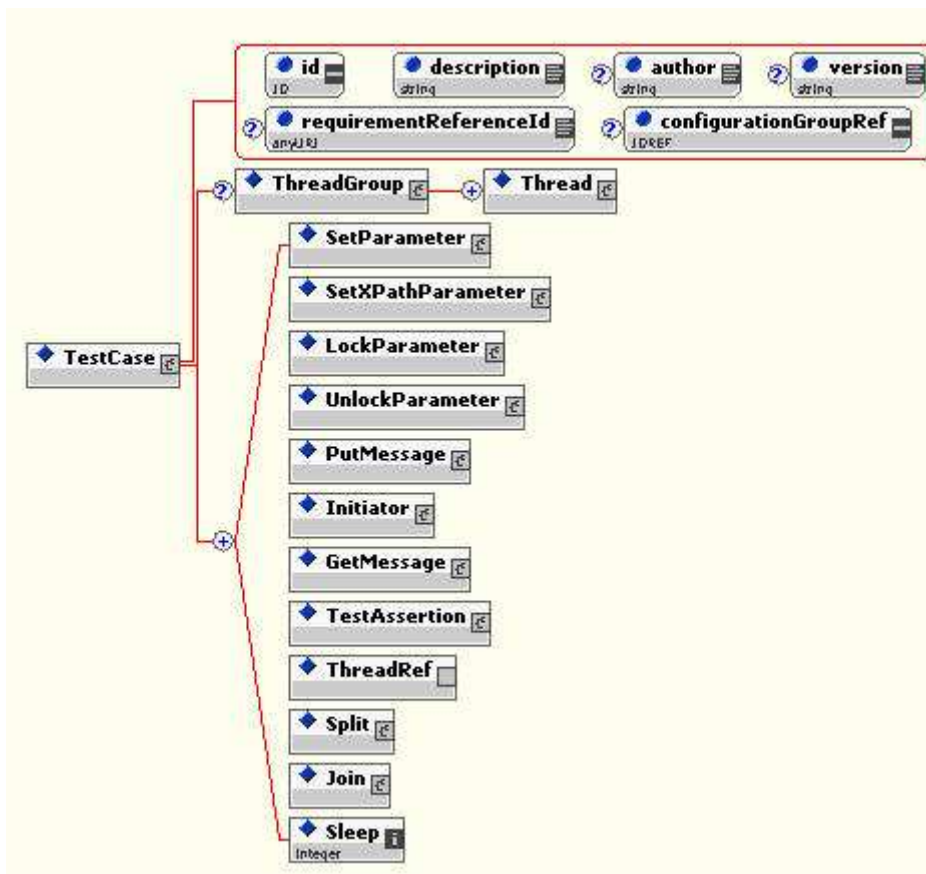 id description author version
ID string string string
requirementReferenceId configurationGroupRef
anyURI IDREF
ThreadGroup Thread
SetParameter
SetXPathParameter
LockParameter
TestCase
UnlockParameter
PutMessage
Initiator
GetMessage
TestAssertion
ThreadRef
Split
Join
Sleep
integer